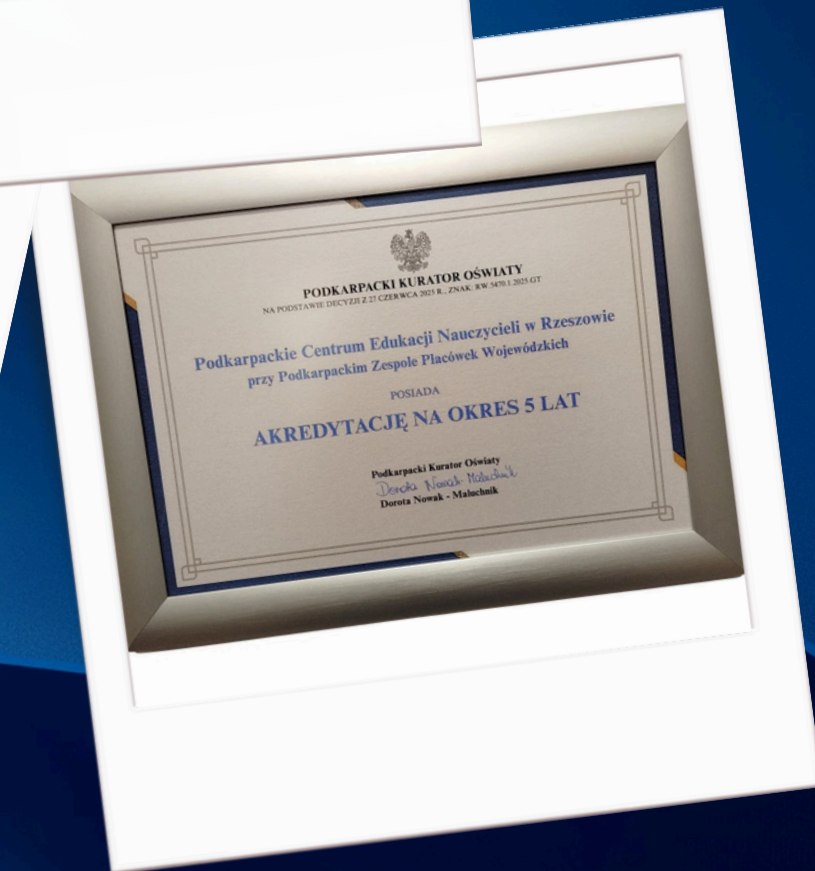 PODKARPACKI KURATOR OŚWIATY
NA PODSTAWIE DECYZJI Z 27 CZERWCA 2025 R., ZNAK: RW.5470.1.2025.GT
Podkarpackie Centrum Edukacji Nauczycieli w Rzeszowie
przy Podkarpackim Zespole Placówek Wojewódzkich
POSIADA
AKREDYTACJĘ NA OKRES 5 LAT
Podkarpacki Kurator Oświaty
Dorota Nowak-Maluchnik
Dorota Nowak - Maluchnik